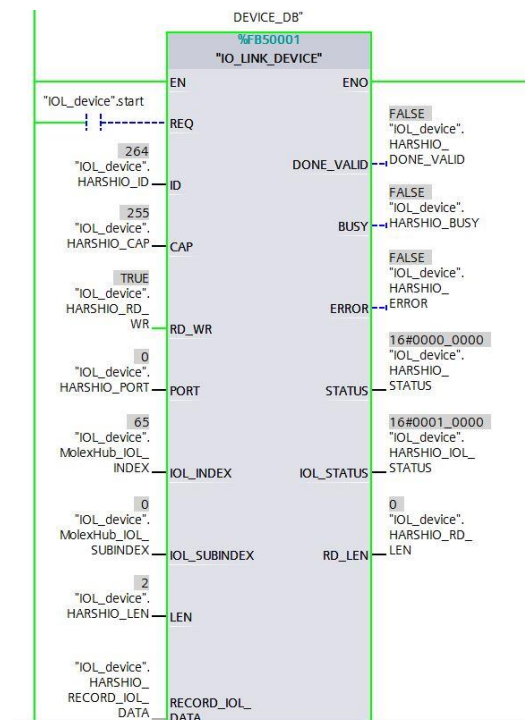 DEVICE_DB"
%FB50001
"IO_LINK_DEVICE"
EN
ENO
"IOL_device".start
REQ
264
"IOL_device".
HARSHIO_ID
ID
255
"IOL_device".
HARSHIO_CAP
CAP
TRUE
"IOL_device".
HARSHIO_RD_
WR
RD_WR
0
"IOL_device".
HARSHIO_PORT
PORT
65
"IOL_device".
MolexHub_IOL_
INDEX
IOL_INDEX
0
"IOL_device".
MolexHub_IOL_
SUBINDEX
IOL_SUBINDEX
2
"IOL_device".
HARSHIO_LEN
LEN
"IOL_device".
HARSHIO_
RECORD_IOL_
DATA
RECORD_IOL_
DATA
DONE_VALID
FALSE
"IOL_device".
HARSHIO_
DONE_VALID
BUSY
FALSE
"IOL_device".
HARSHIO_BUSY
ERROR
FALSE
"IOL_device".
HARSHIO_
ERROR
STATUS
16#0000_0000
"IOL_device".
HARSHIO_
STATUS
IOL_STATUS
16#0001_0000
"IOL_device".
HARSHIO_IOL_
STATUS
RD_LEN
0
"IOL_device".
HARSHIO_RD_
LEN